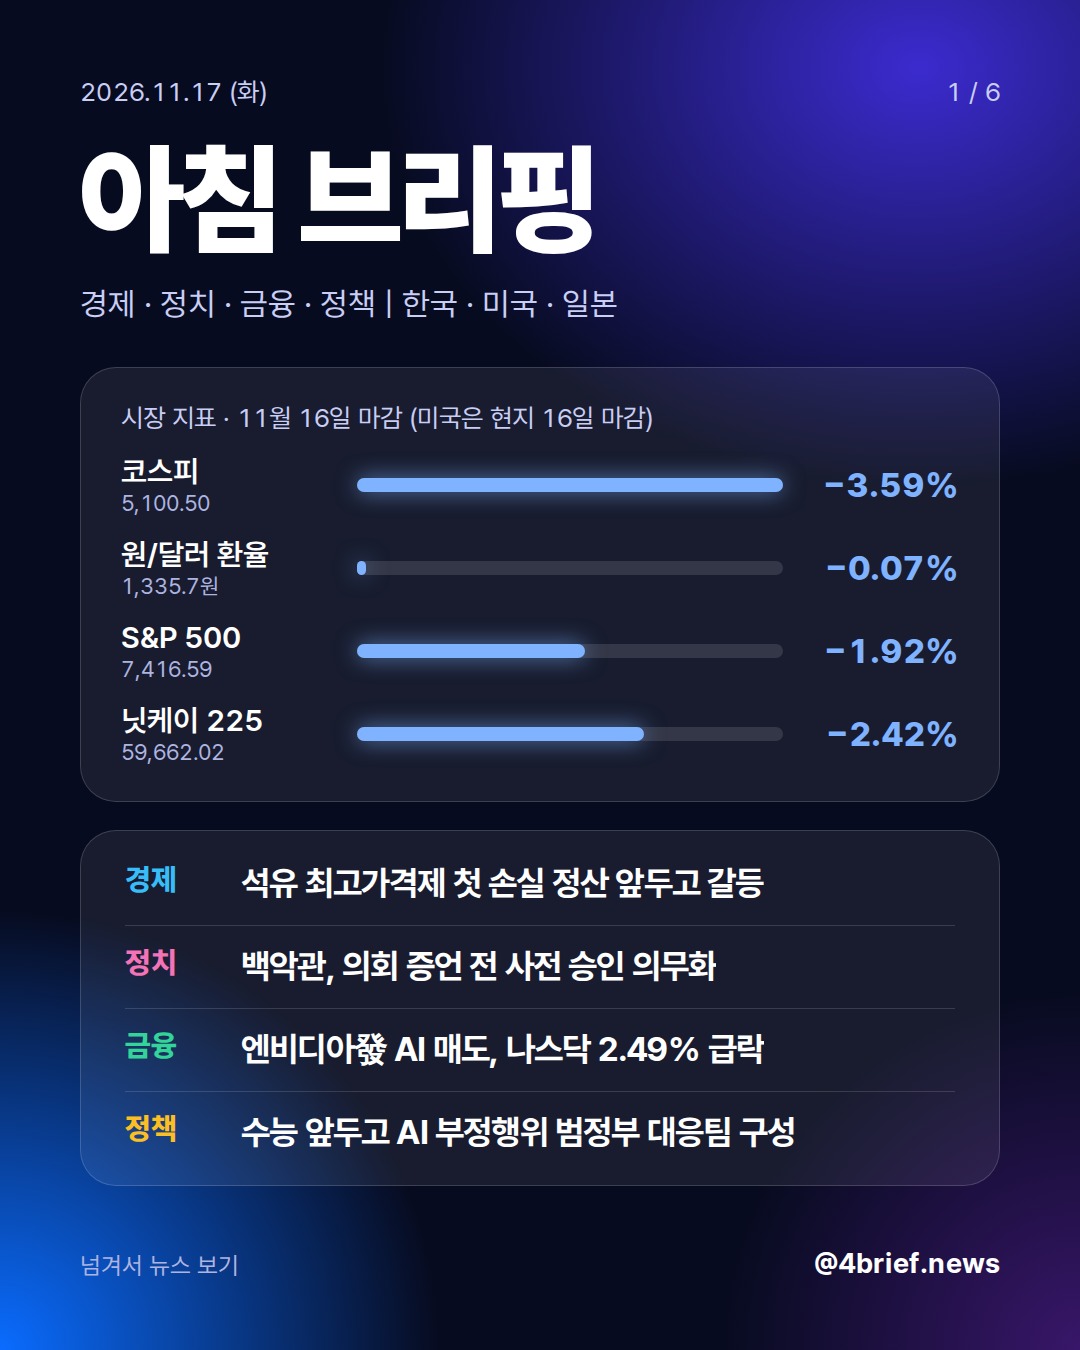 2026.11.17 (화)
1 / 6
아침 브리핑
경제 · 정치 · 금융 · 정책 | 한국 · 미국 · 일본
시장 지표 · 11월 16일 마감 (미국은 현지 16일 마감)
코스피
5,100.50
−3.59%
원/달러 환율
1,335.7원
−0.07%
S&P 500
7,416.59
−1.92%
닛케이 225
59,662.02
−2.42%
경제 석유 최고가격제 첫 손실 정산 앞두고 갈등
정치 백악관, 의회 증언 전 사전 승인 의무화
금융 엔비디아發 AI 매도, 나스닥 2.49% 급락
정책 수능 앞두고 AI 부정행위 범정부 대응팀 구성
넘겨서 뉴스 보기
@4brief.news